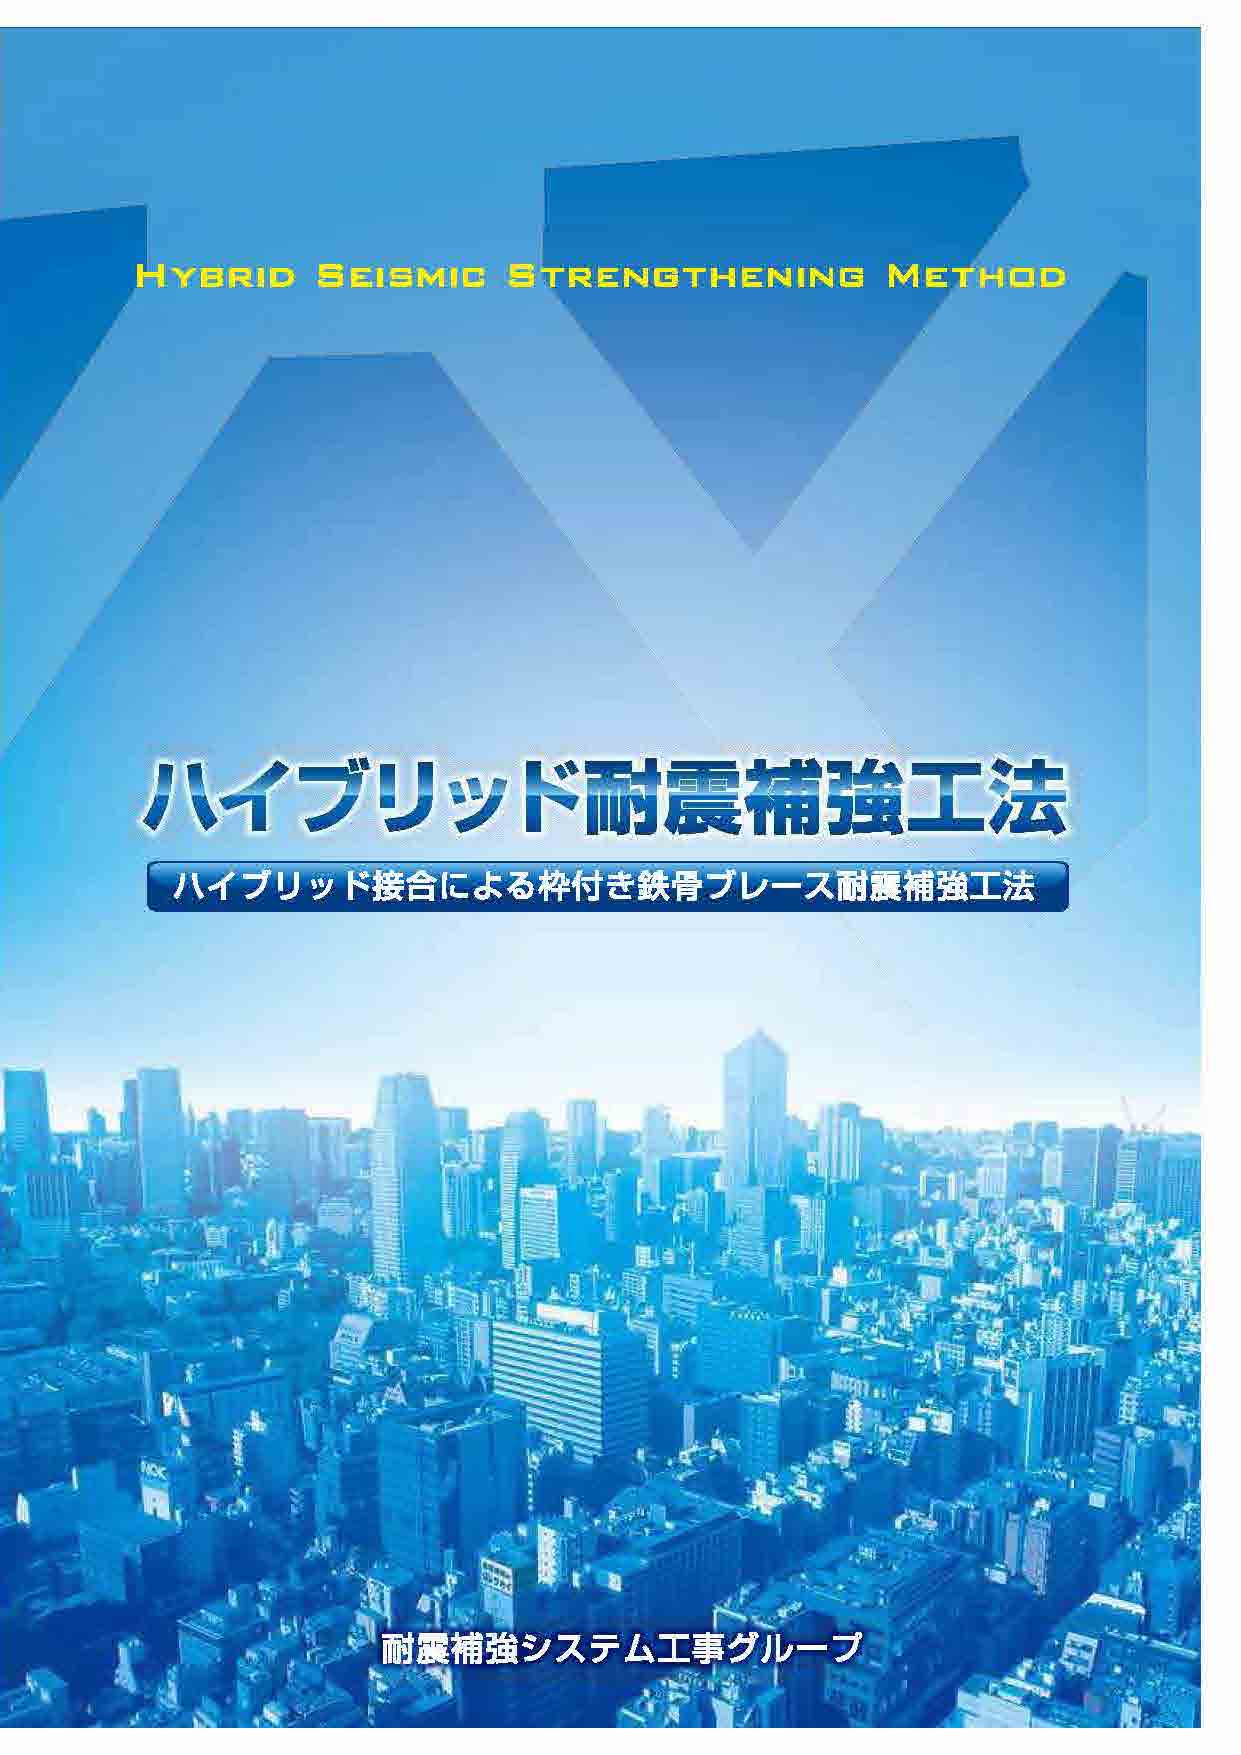 HYBRID SEISMIC STRENGTHENING METHOD
ハイブリッド耐震補強工法
ハイブリッド接合による枠付き鉄骨ブレース耐震補強工法
NOC
耐震補強システム工事グループ